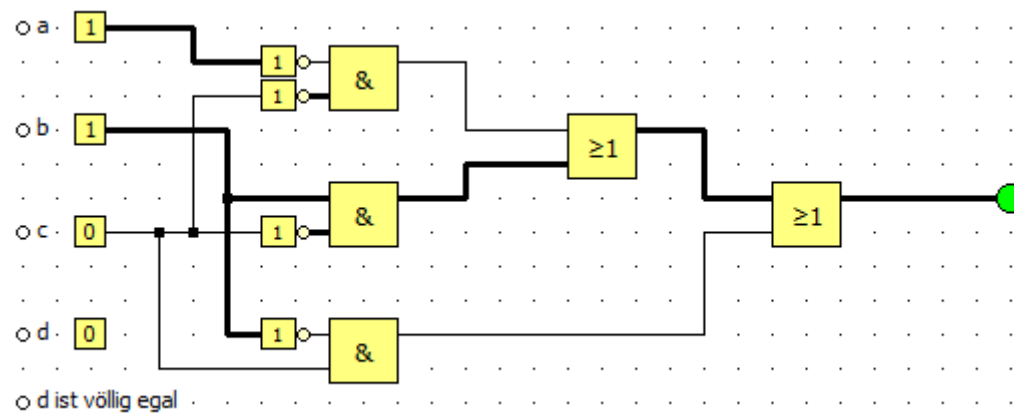 a 1
1 &
1
b 1
≥1
& ≥1
c 0 1
d 0 1
&
d ist völlig egal